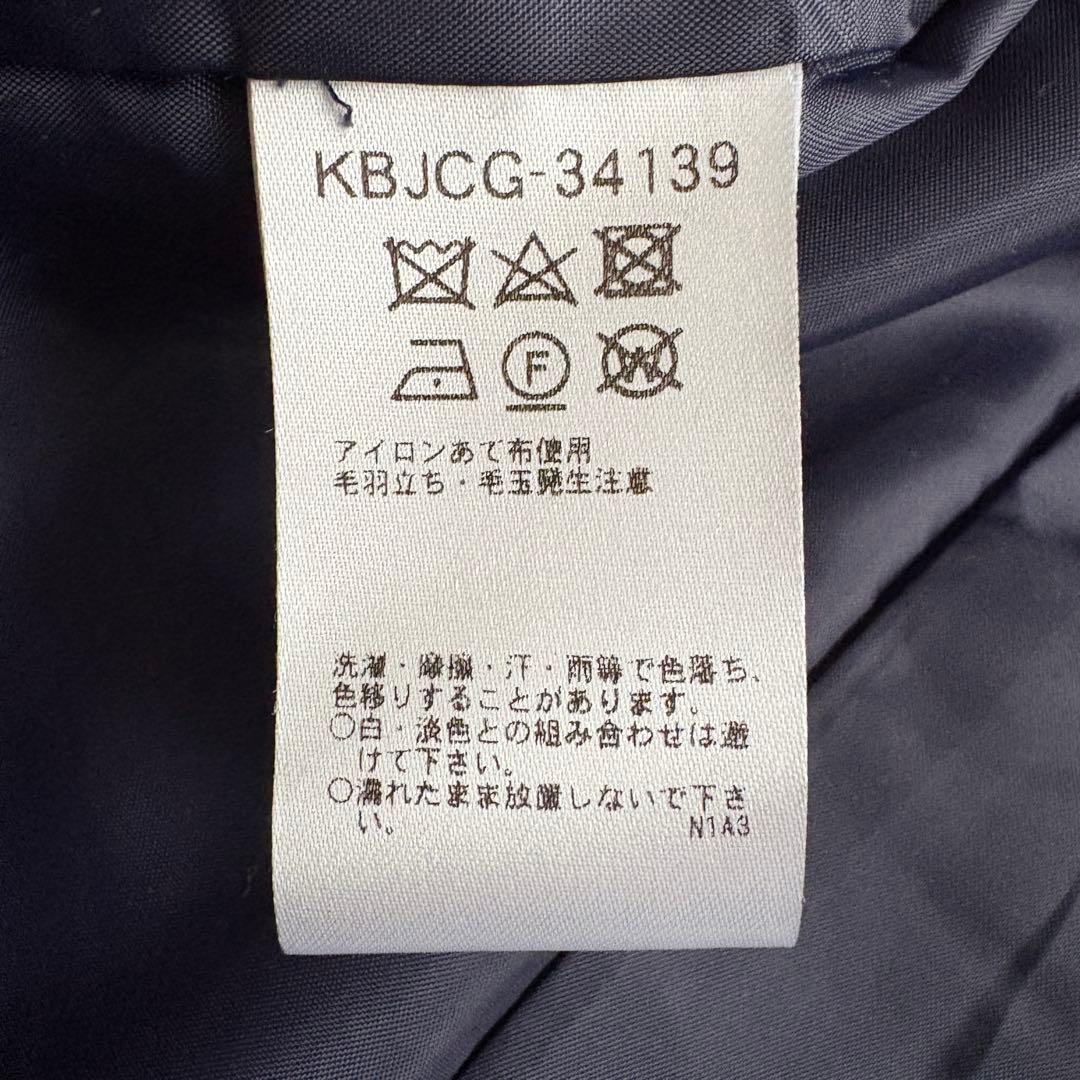 KBJCG-34139
F
W
アイロンあて布使用
毛羽立ち・毛玉発生注意
洗濯・摩擦・汗・雨等で色落ち、
色移りすることがあります。
○白・淡色との組み合わせは避
けて下さい。
○濡れたまま放置しないで下さ
い。
N1A3